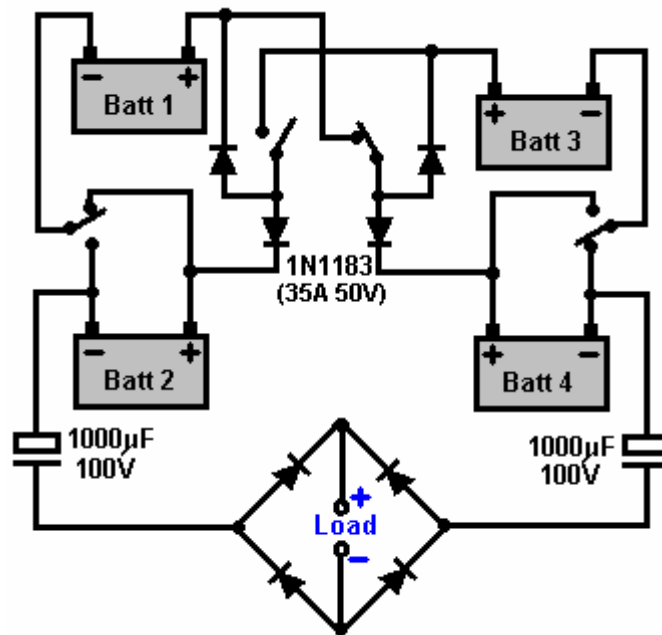 - +
Batt 1
+ -
Batt 3
1N1183
(35A 50V)
- +
Batt 2
+ -
Batt 4
1000µF
100V
1000µF
100V
+
Load
-